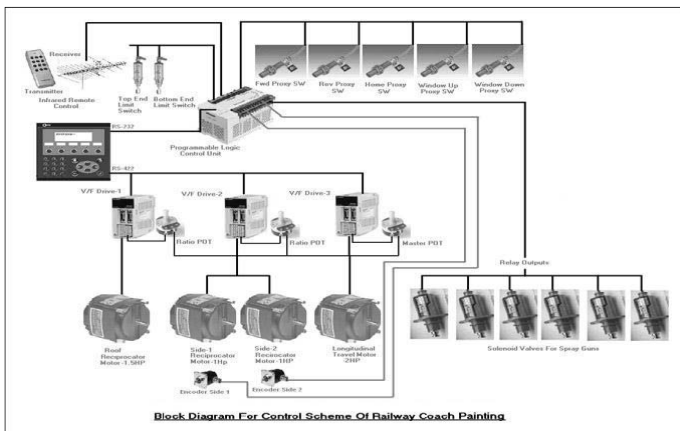 Receiver
Transmitter
Infrared Remote
Control
Top End
Limit
Switch
Bottom End
Limit Switch
Fwd Proxy SW
Rev Proxy SW
Home Proxy
SW
Window Up
Proxy SW
Window Down
Proxy SW
RS-232
Programmable Logic
Control Unit
RS-422
V/F Drive-1
V/F Drive-2
V/F Drive-3
Ratio POT
Ratio POT
Master POT
Relay Outputs
Roof
Reciprocator
Motor-1.5HP
Side-1
Reciprocator
Motor-1Hp
Side-2
Motor-1HP
Longitudinal
Travel Motor
-2HP
Solenoid Valves For Spray Guns
Encoder Side 1
Encoder Side 2
Block Diagram For Control Scheme Of Railway Coach Painting